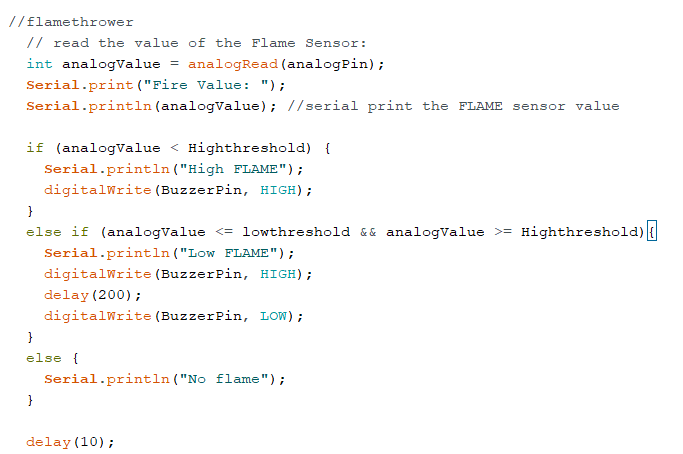 //flamethrower
// read the value of the Flame Sensor:
int analogValue = analogRead(analogPin);
Serial.print("Fire Value: ");
Serial.println(analogValue); //serial print the FLAME sensor value
if (analogValue < Highthreshold) {
Serial.println("High FLAME");
digitalWrite(BuzzerPin, HIGH);
}
else if (analogValue <= lowthreshold && analogValue >= Highthreshold){
Serial.println("Low FLAME");
digitalWrite(BuzzerPin, HIGH);
delay(200);
digitalWrite(BuzzerPin, LOW);
}
else {
Serial.println("No flame");
}
delay(10);